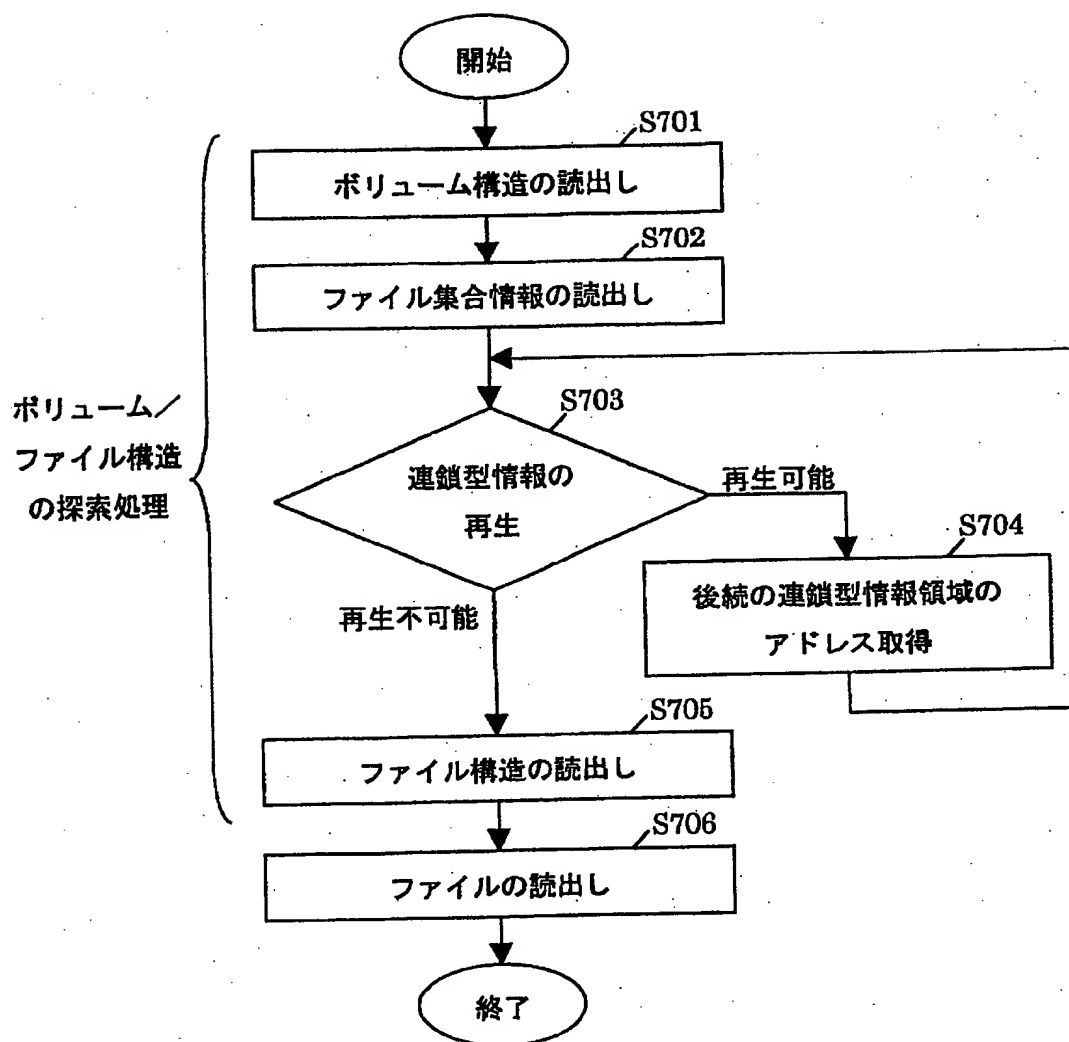 開始
S701
ボリューム構造の読出し
S702
ファイル集合情報の読出し
ボリューム／
ファイル構造
の探索処理
S703
連鎖型情報の
再生
再生可能
S704
後続の連鎖型情報領域の
アドレス取得
再生不可能
S705
ファイル構造の読出し
S706
ファイルの読出し
終了